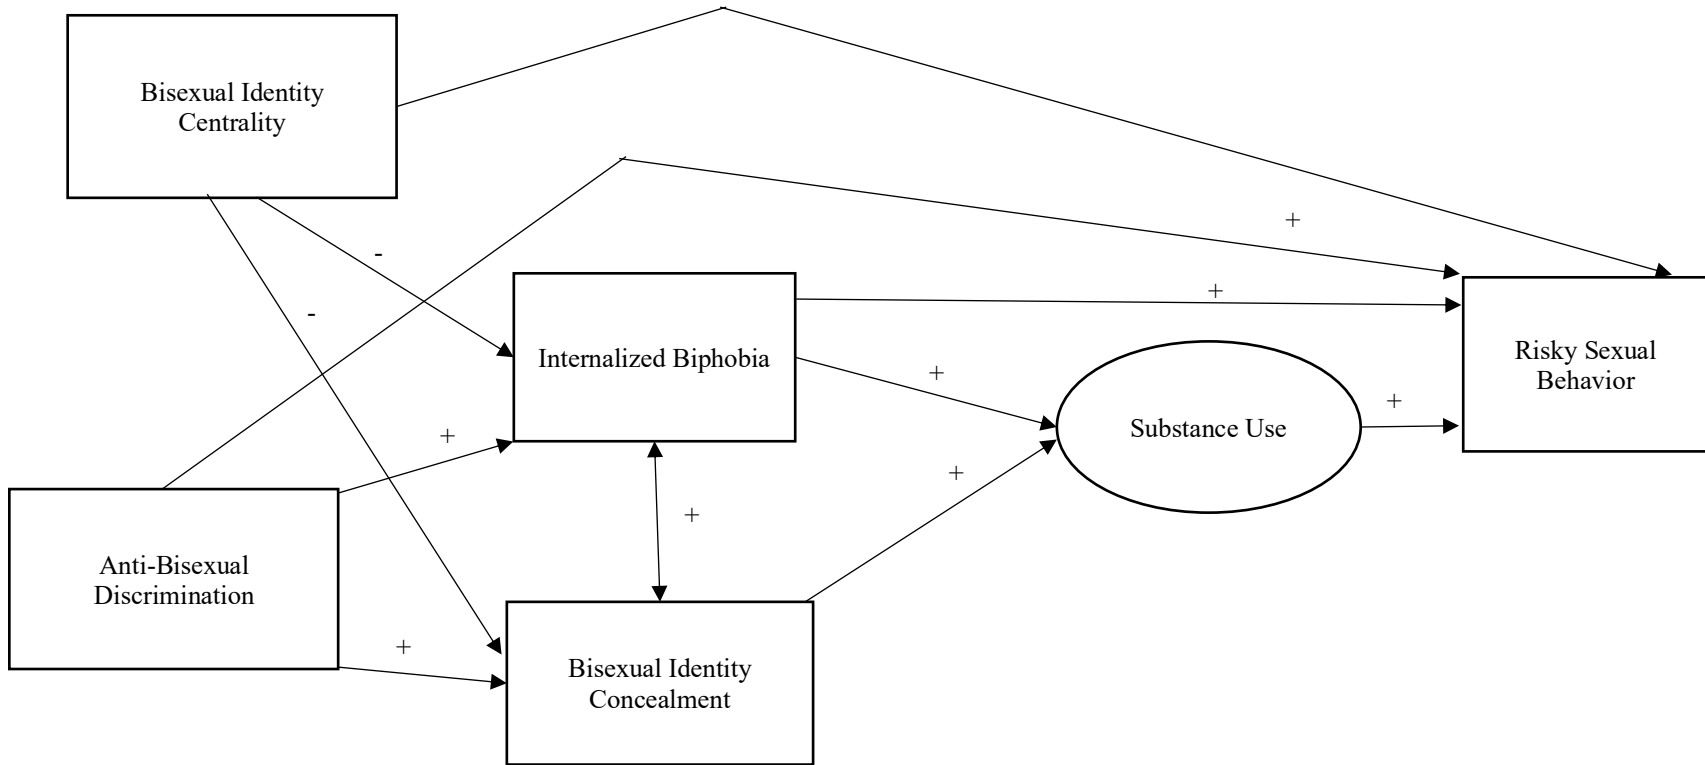 Bisexual Identity
Centrality
+
-
-
+
Internalized Biphobia
Risky Sexual
Behavior
+
+
Substance Use
+
+
+
Anti-Bisexual
Discrimination
+
Bisexual Identity
Concealment